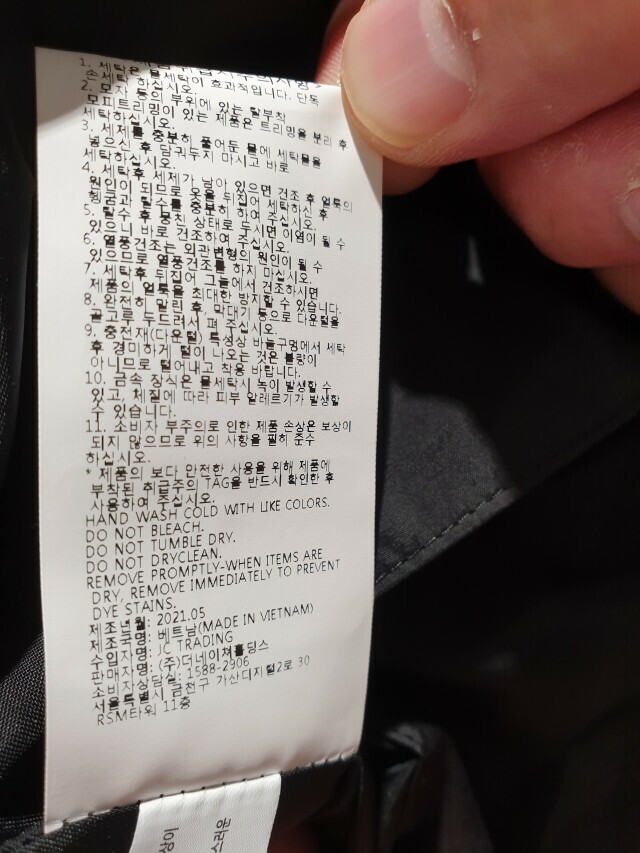 1. 세탁은 물세탁이 효과적입니다. 단독
손세탁 하십시오.
2. 모자 등의 부위에 있는 탈부착
모피트리밍이 있는 제품은 트리밍을 분리 후
세탁하십시오.
3. 세제를 충분히 풀어둔 물에 세탁물을
넣으신 후 담궈두지 마시고 바로
세탁하십시오.
4. 세탁후 세제가 남아 있으면 건조 후 얼룩의
원인이 되므로 옷을 뒤집어 세탁하신 후
헹굼과 탈수를 충분히 하여 주십시오.
5. 탈수 후 뭉친 상태로 두시면 이염이 될 수
있으니 바로 건조하여 주십시오.
6. 열풍건조는 외관변형의 원인이 될 수
있으므로 열풍건조를 하지 마십시오.
7. 세탁후 뒤집어 그늘에서 건조하시면
제품의 얼룩을 최대한 방지할 수 있습니다.
8. 완전히 말린 후, 막대기 등으로 다운털을
골고루 두드려서 펴 주십시오.
9. 충전재(다운털) 특성상 바늘구멍에서 세탁
후 경미하게 털이 나오는 것은 불량이
아니므로 털어내고 착용 바랍니다.
10. 금속 장식은 물세탁시 녹이 발생할 수
있고, 체질에 따라 피부 알레르기가 발생할
수 있습니다.
11. 소비자 부주의로 인한 제품 손상은 보상이
되지 않으므로 위의 사항을 필히 준수
하십시오.
* 제품의 보다 안전한 사용을 위해 제품에
부착된 취급주의 TAG을 반드시 확인한 후
사용하여 주십시오.
HAND WASH COLD WITH LIKE COLORS.
DO NOT BLEACH.
DO NOT TUMBLE DRY.
DO NOT DRYCLEAN.
REMOVE PROMPTLY-WHEN ITEMS ARE
DRY, REMOVE IMMEDIATELY TO PREVENT
DYE STAINS.
제조년월: 2021.05
제조국명: 베트남(MADE IN VIETNAM)
수입자명: JC TRADING
판매자명: (주)더네이쳐홀딩스
소비자상담실: 1588-2906
서울특별시 금천구 가산디지털2로 30
RSM타워 11층
상이
스러운